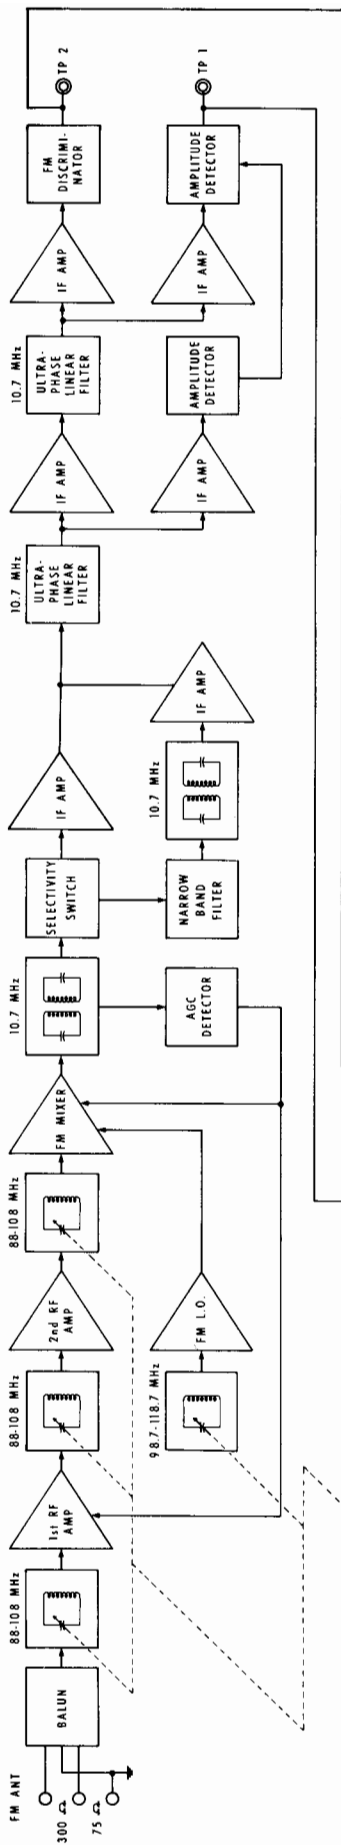 FM ANT
300 Ω
75 Ω
BALUN
88-108 MHz
1st RF
AMP
88-108 MHz
2nd RF
AMP
88-108 MHz
FM MIXER
98.7-118.7 MHz
FM L.O.
10.7 MHz
AGC
DETECTOR
SELECTIVITY
SWITCH
NARROW
BAND
FILTER
IF AMP
10.7 MHz
IF AMP
10.7 MHz
ULTRA-
PHASE
LINEAR
FILTER
IF AMP
IF AMP
10.7 MHz
ULTRA-
PHASE
LINEAR
FILTER
AMPLITUDE
DETECTOR
IF AMP
IF AMP
FM
DISCRIMI-
NATOR
AMPLITUDE
DETECTOR
TP 2
TP 1